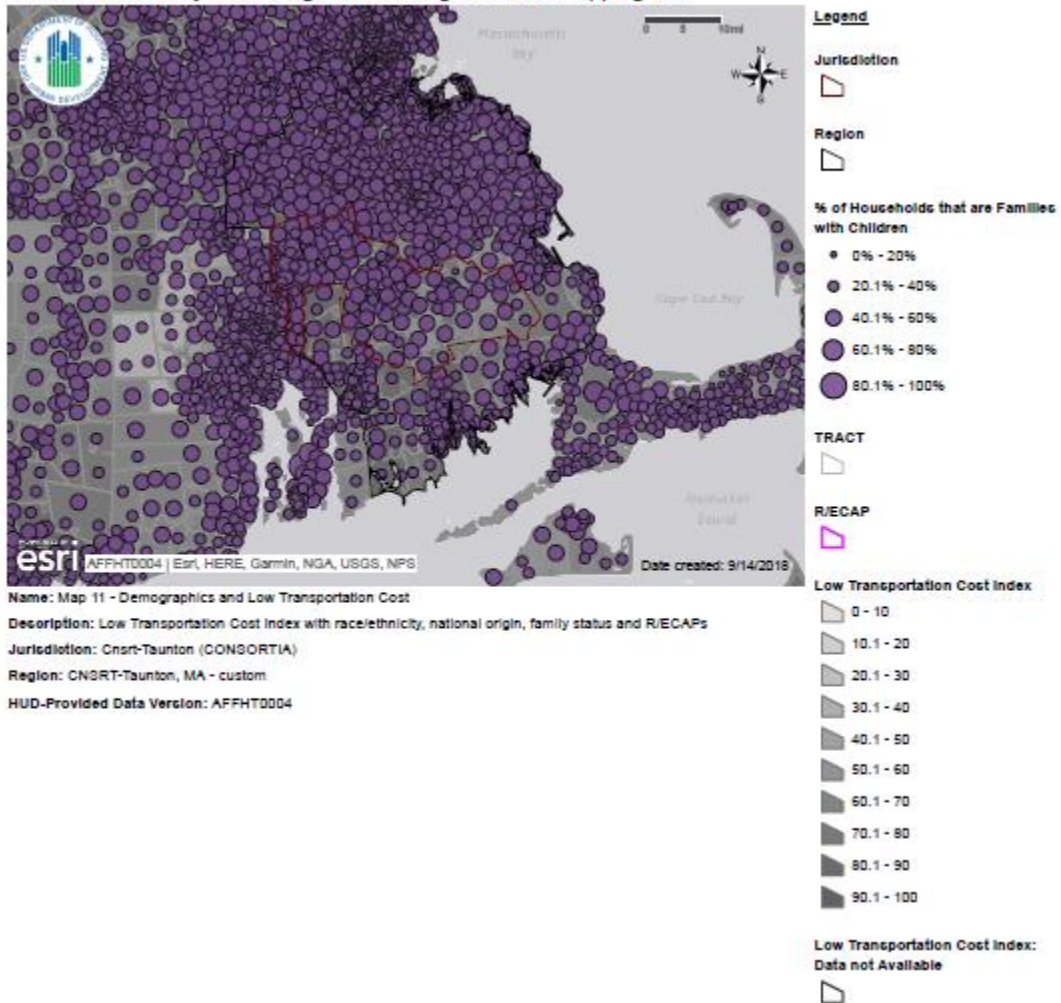 Massachusetts
Bay
0 5 10mi
N
W E
S
Cape Cod Bay
Nantucket
Sound
esri
AFFHT0004 | Esri, HERE, Garmin, NGA, USGS, NPS
Date created: 9/14/2018
Name: Map 11 - Demographics and Low Transportation Cost
Description: Low Transportation Cost Index with race/ethnicity, national origin, family status and R/ECAPs
Jurisdiction: Cnsrt-Taunton (CONSORTIA)
Region: CNSRT-Taunton, MA - custom
HUD-Provided Data Version: AFFHT0004
Legend
Jurisdiction
Region
% of Households that are Families
with Children
0% - 20%
20.1% - 40%
40.1% - 60%
60.1% - 80%
80.1% - 100%
TRACT
R/ECAP
Low Transportation Cost Index
0 - 10
10.1 - 20
20.1 - 30
30.1 - 40
40.1 - 50
50.1 - 60
60.1 - 70
70.1 - 80
80.1 - 90
90.1 - 100
Low Transportation Cost Index:
Data not Available